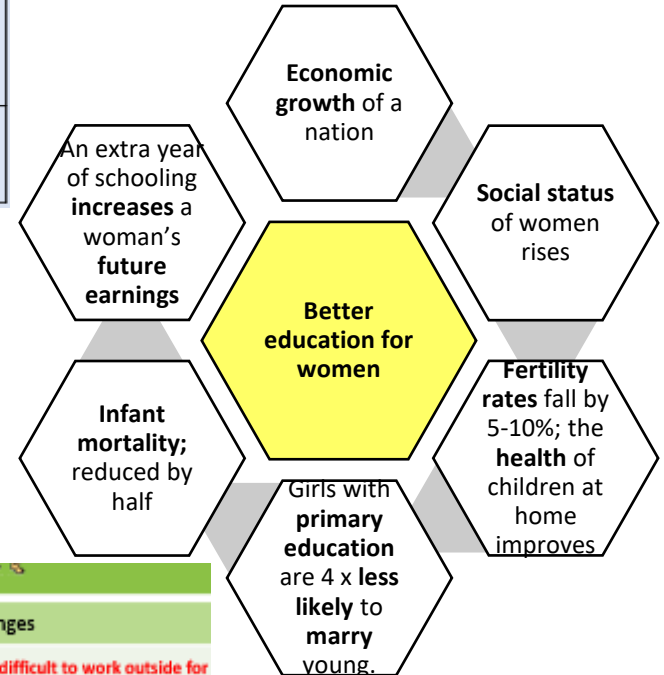 Economic
growth of a
nation
Social status
of women
rises
Fertility
rates fall by
5-10%; the
health of
children at
home
improves
Girls with
primary
education
are 4 x less
likely to
marry
young.
Infant
mortality;
reduced by
half
An extra year
of schooling
increases a
woman's
future
earnings
Better
education for
women
nges
difficult to work outside for